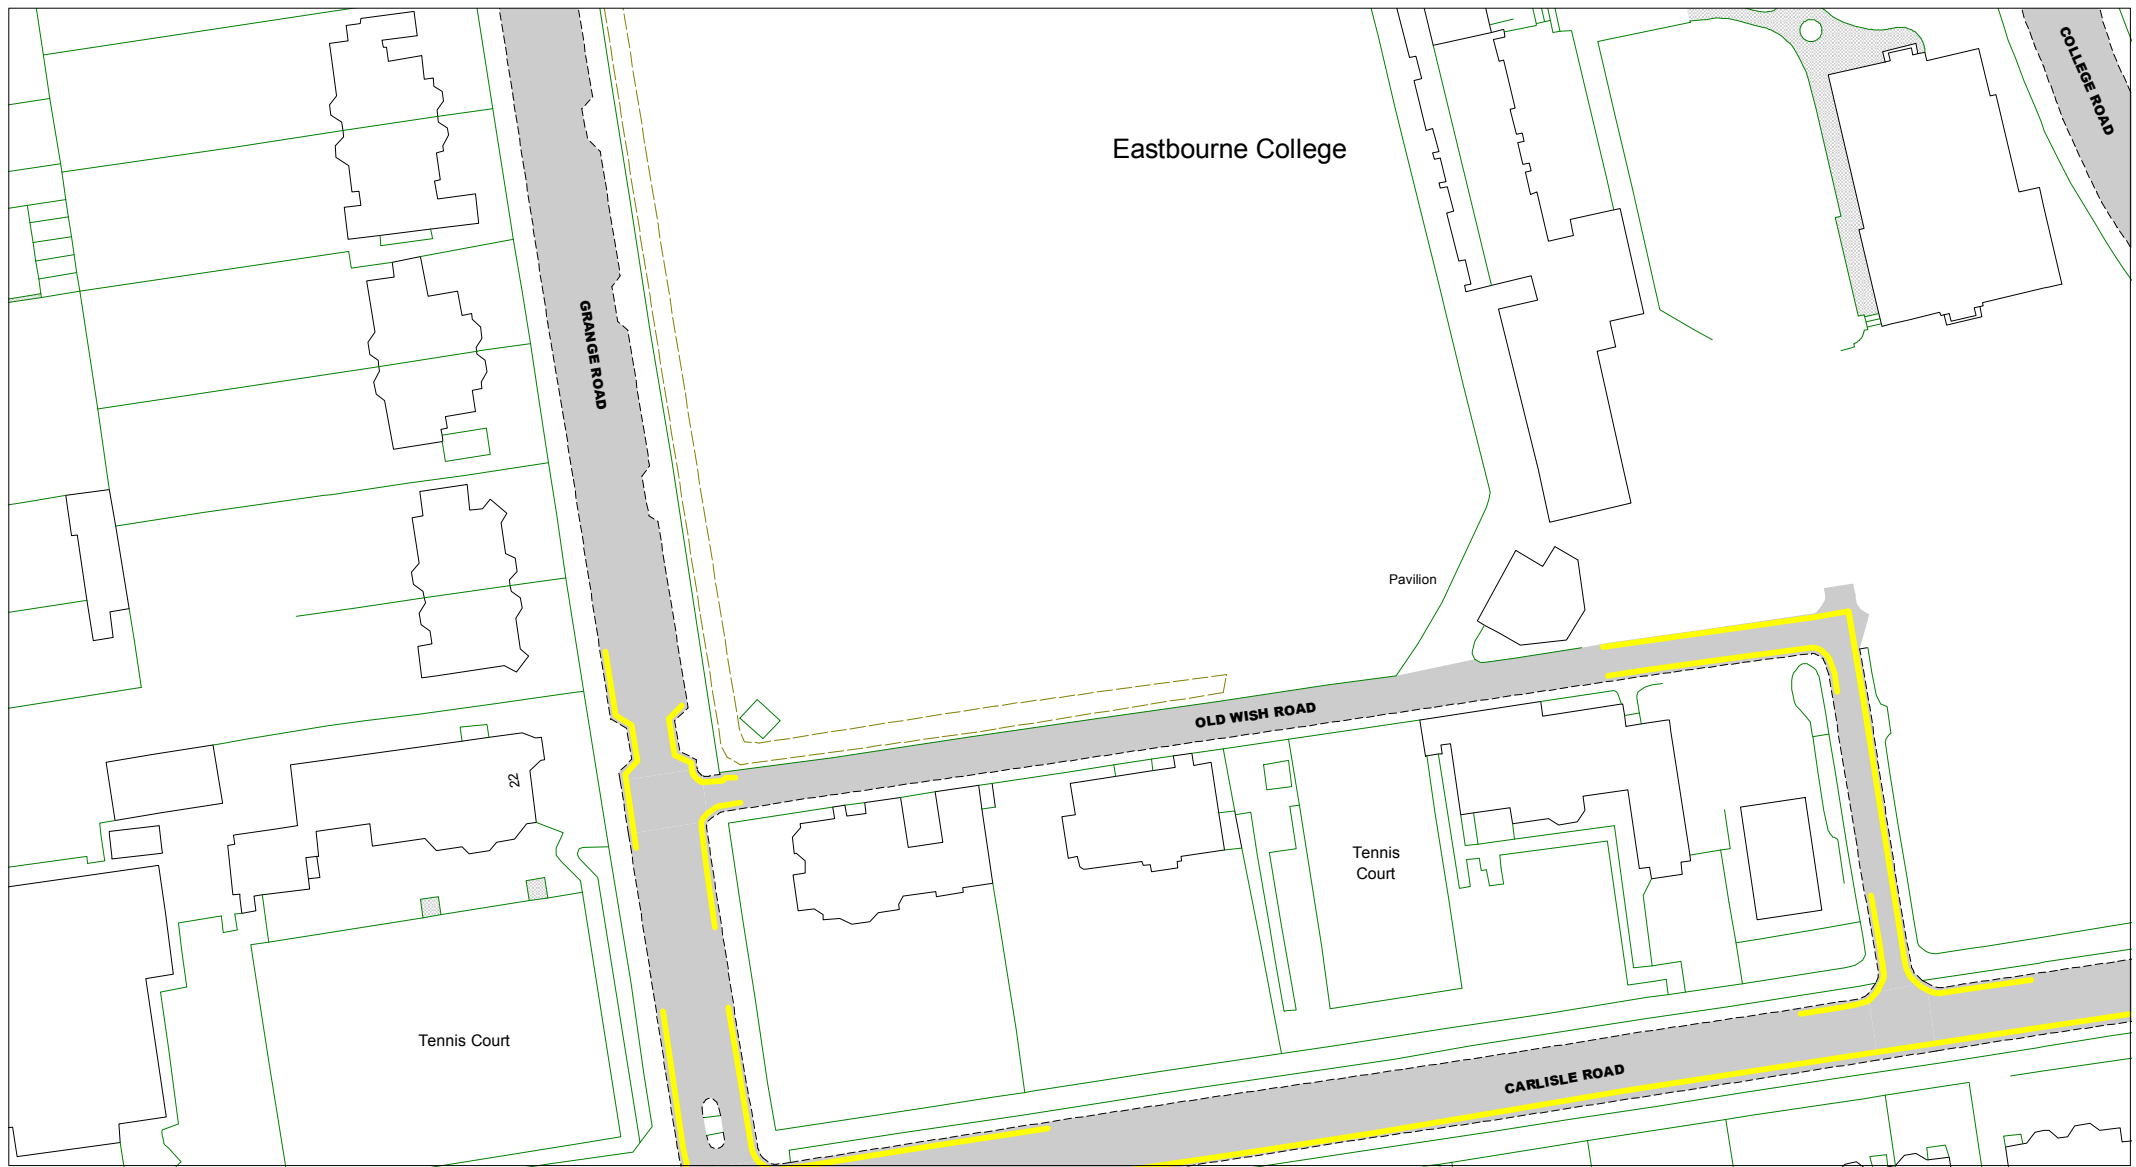 COLLEGE ROAD
Eastbourne College
GRANGE ROAD
Pavilion
OLD WISH ROAD
22
Tennis
Court
Tennis Court
CARLISLE ROAD